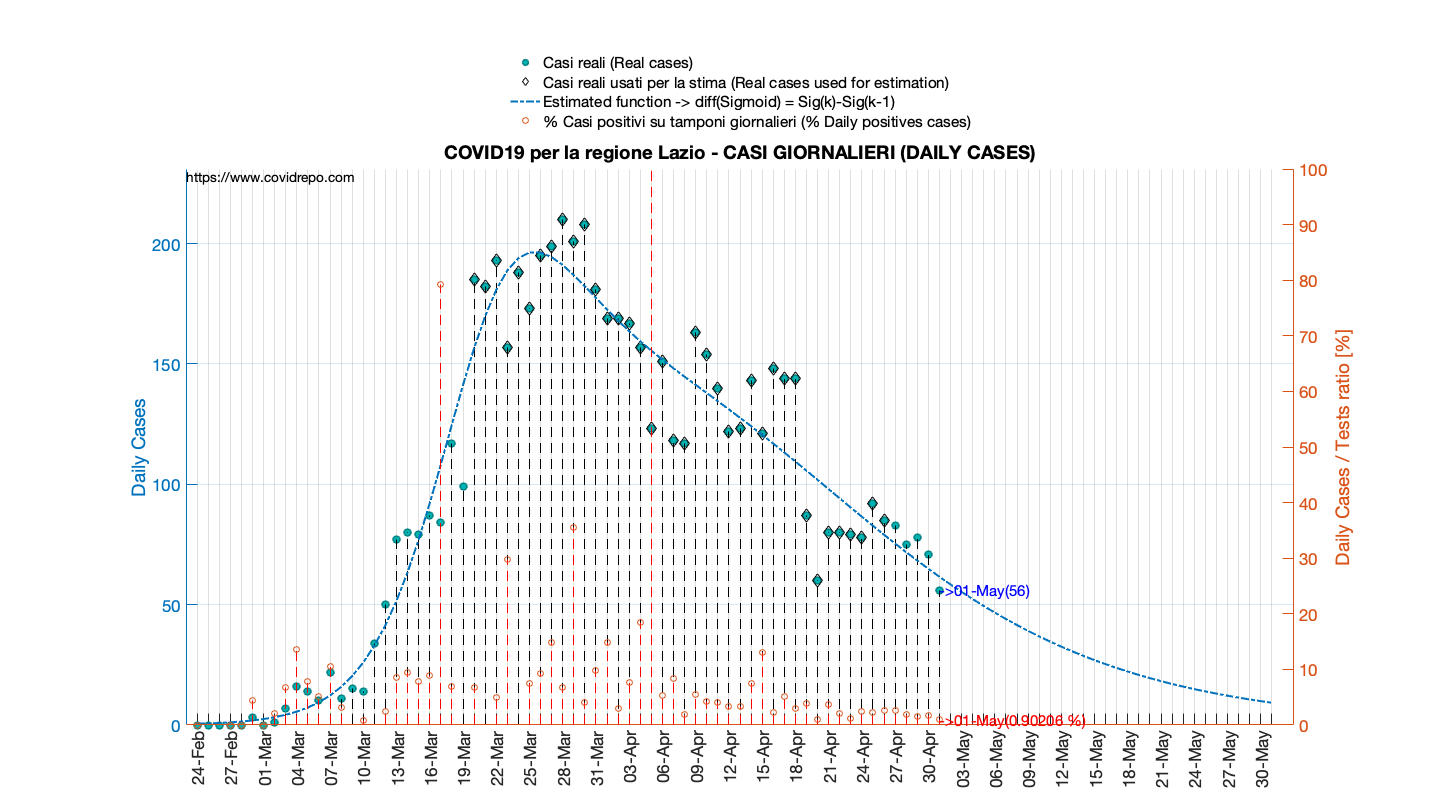 Casi reali (Real cases)
Casi reali usati per la stima (Real cases used for estimation)
Estimated function -> diff(Sigmoid) = Sig(k)-Sig(k-1)
% Casi positivi su tamponi giornalieri (% Daily positives cases)
COVID19 per la regione Lazio - CASI GIORNALIERI (DAILY CASES)
https://www.covidrepo.com
Daily Cases
200
150
100
50
0
100
90
80
70
60
50
40
30
20
10
0
Daily Cases / Tests ratio [%]
->01-May(56)
->01-May(0.90206 %)
24-Feb
27-Feb
01-Mar
04-Mar
07-Mar
10-Mar
13-Mar
16-Mar
19-Mar
22-Mar
25-Mar
28-Mar
31-Mar
03-Apr
06-Apr
09-Apr
12-Apr
15-Apr
18-Apr
21-Apr
24-Apr
27-Apr
30-Apr
03-May
06-May
09-May
12-May
15-May
18-May
21-May
24-May
27-May
30-May